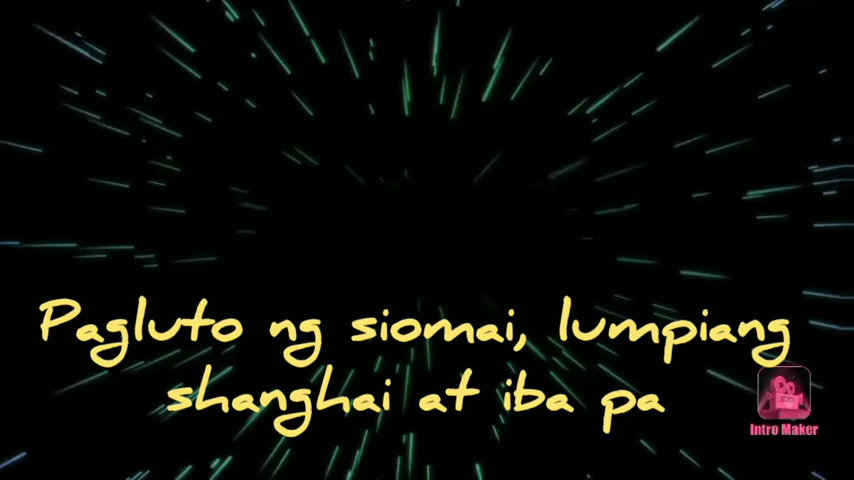 Pagluto ng siomai, lumpiang
shanghai at iba pa
Intro Maker